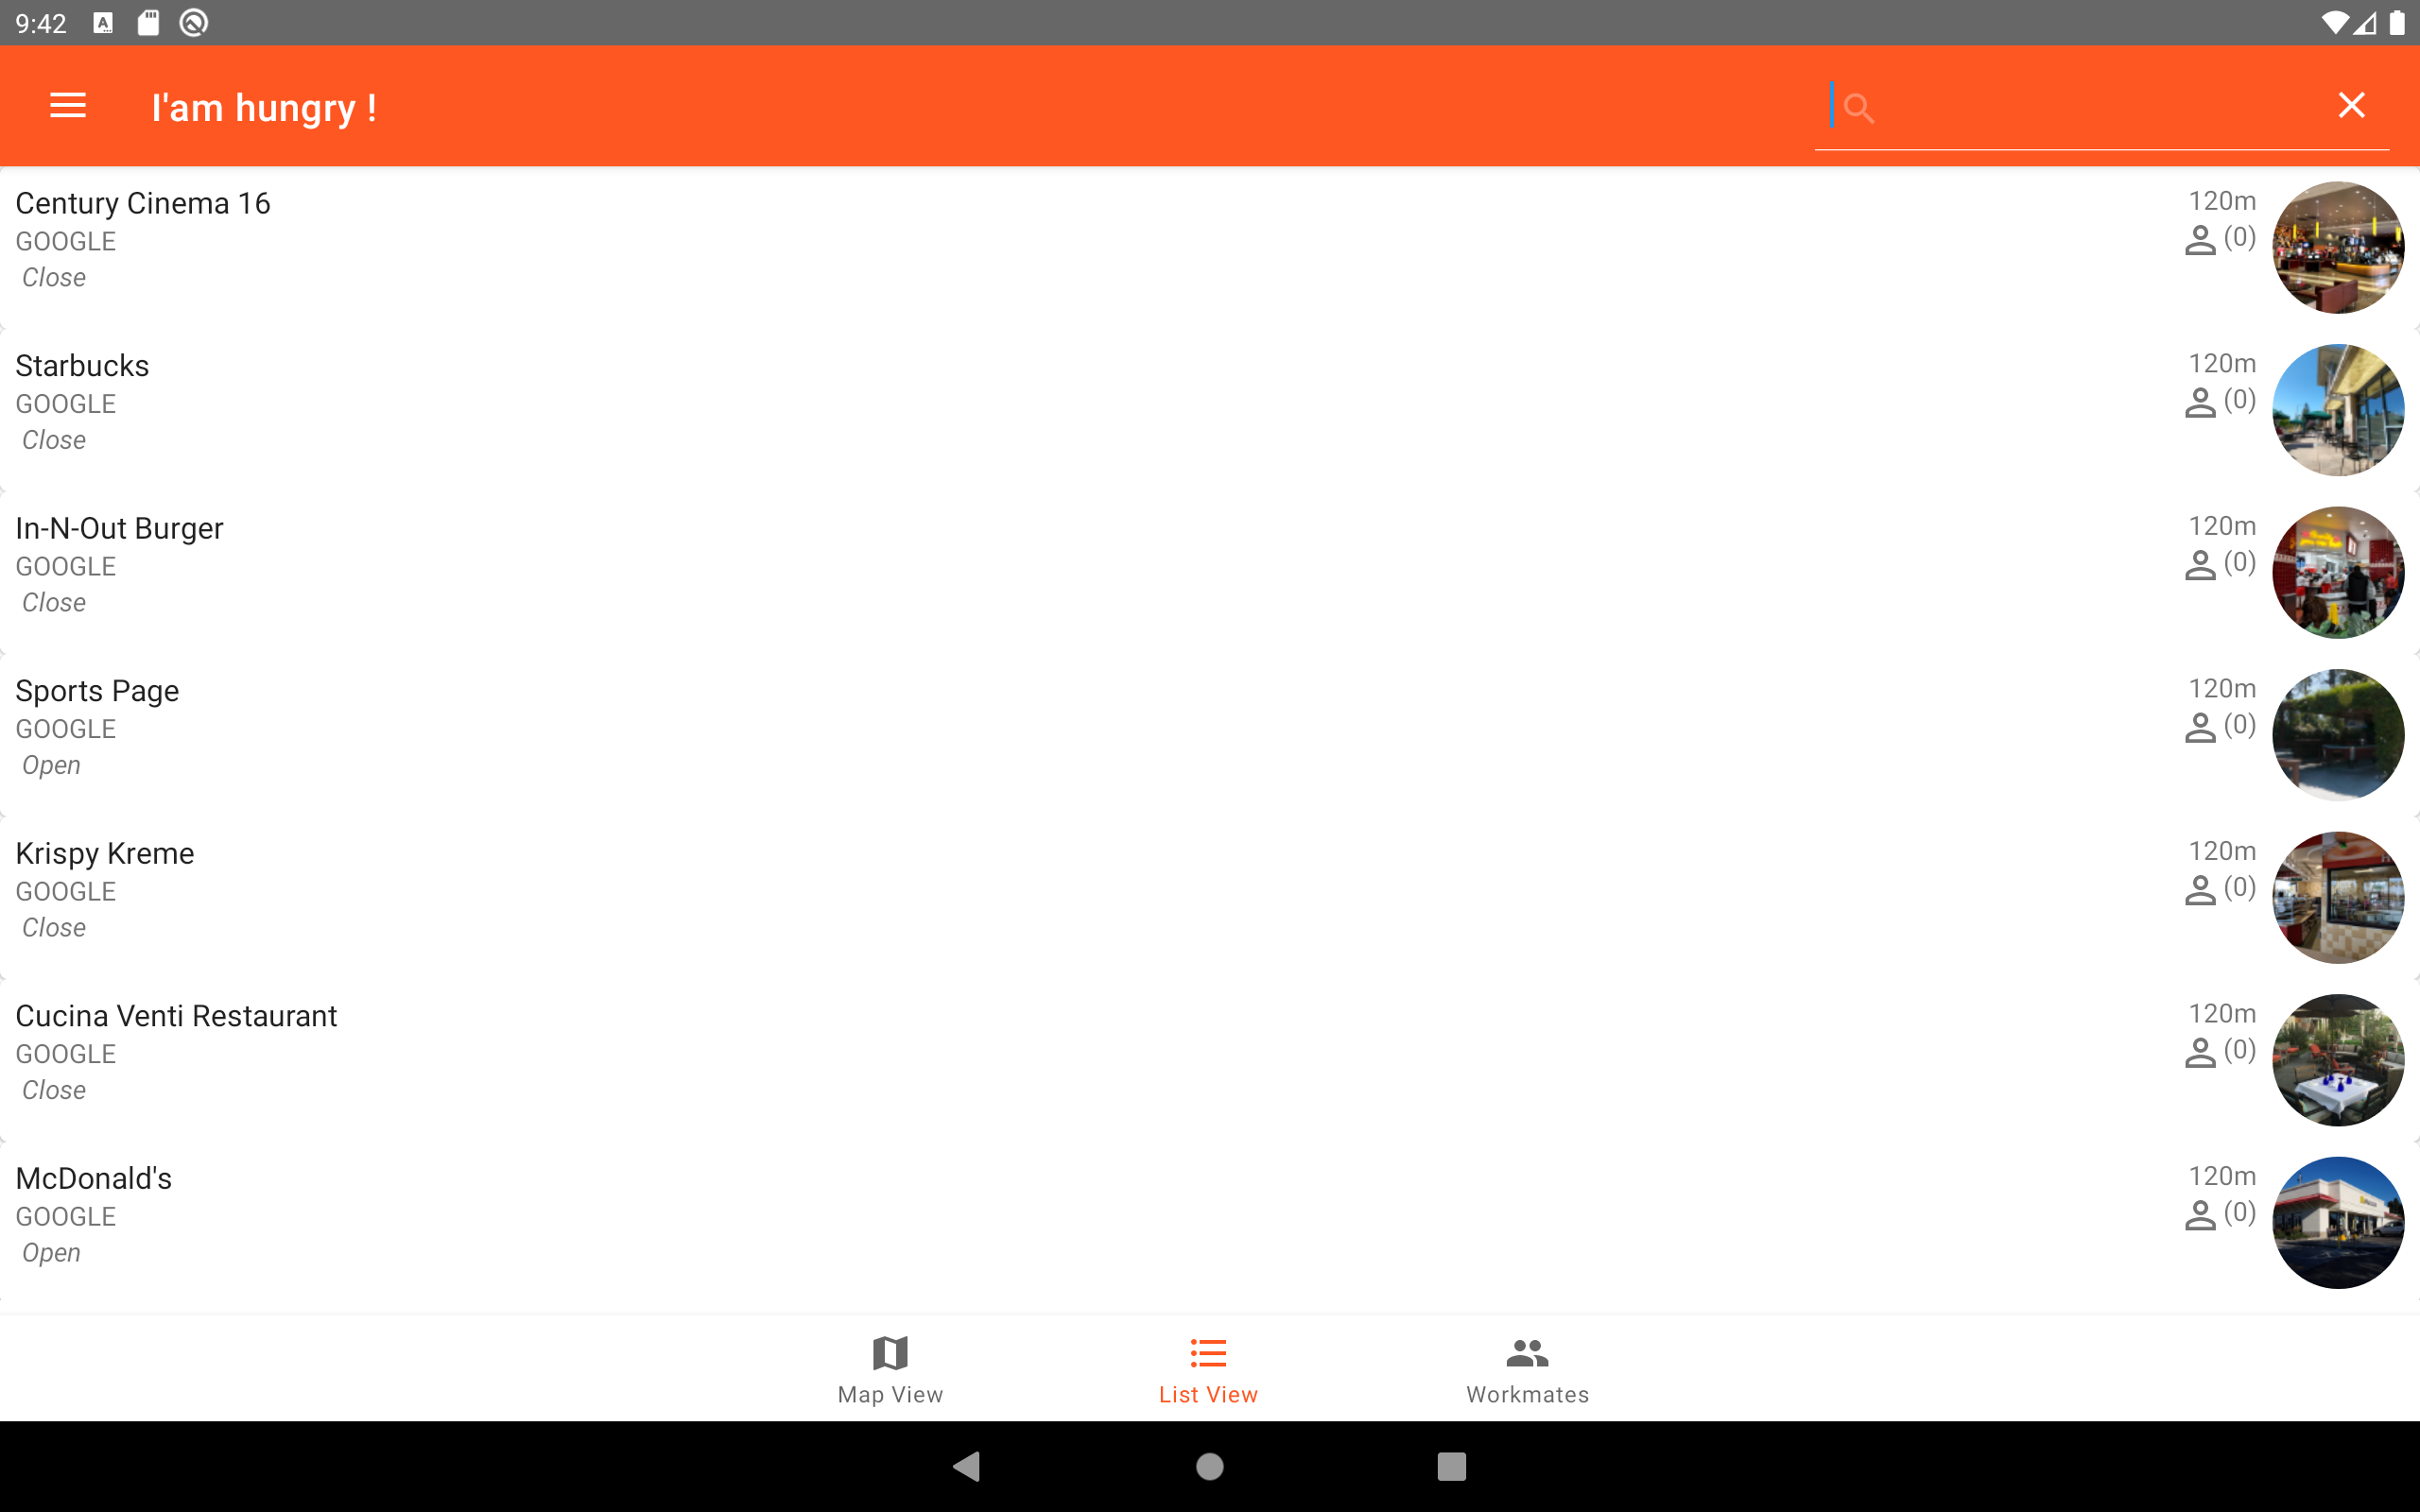 9:42
I'am hungry !
Century Cinema 16
120m
GOOGLE
(0)
Close
Starbucks
120m
GOOGLE
(0)
Close
In-N-Out Burger
120m
GOOGLE
(0)
Close
Sports Page
120m
GOOGLE
(0)
Open
Krispy Kreme
120m
GOOGLE
(0)
Close
Cucina Venti Restaurant
120m
GOOGLE
(0)
Close
McDonald's
120m
GOOGLE
(0)
Open
Map View
List View
Workmates